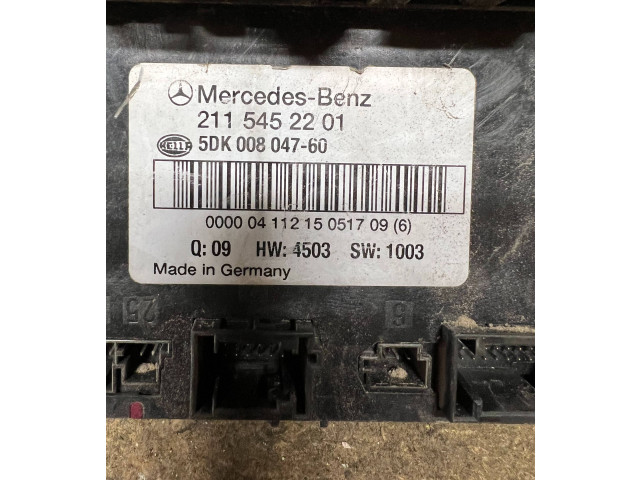 Mercedes-Benz
211 545 22 01
HELLA 5DK 008 047-60
0000 04 112 15 0517 09 (6)
Q: 09 HW: 4503 SW: 1003
Made in Germany
25 6